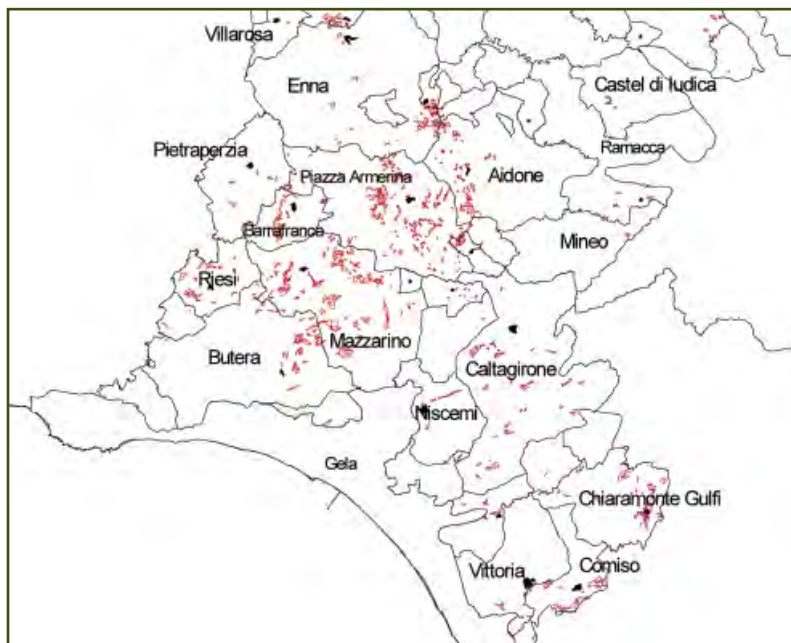 Villarosa
Enna
Castel di Iudica
Pietraperzia
Ramacca
Piazza Armerina
Aidone
Barrafranca
Mineo
Riesi
Butera
Mazzarino
Caltagirone
Niscemi
Gela
Chiaramonte Gulfi
Vittoria
Comiso